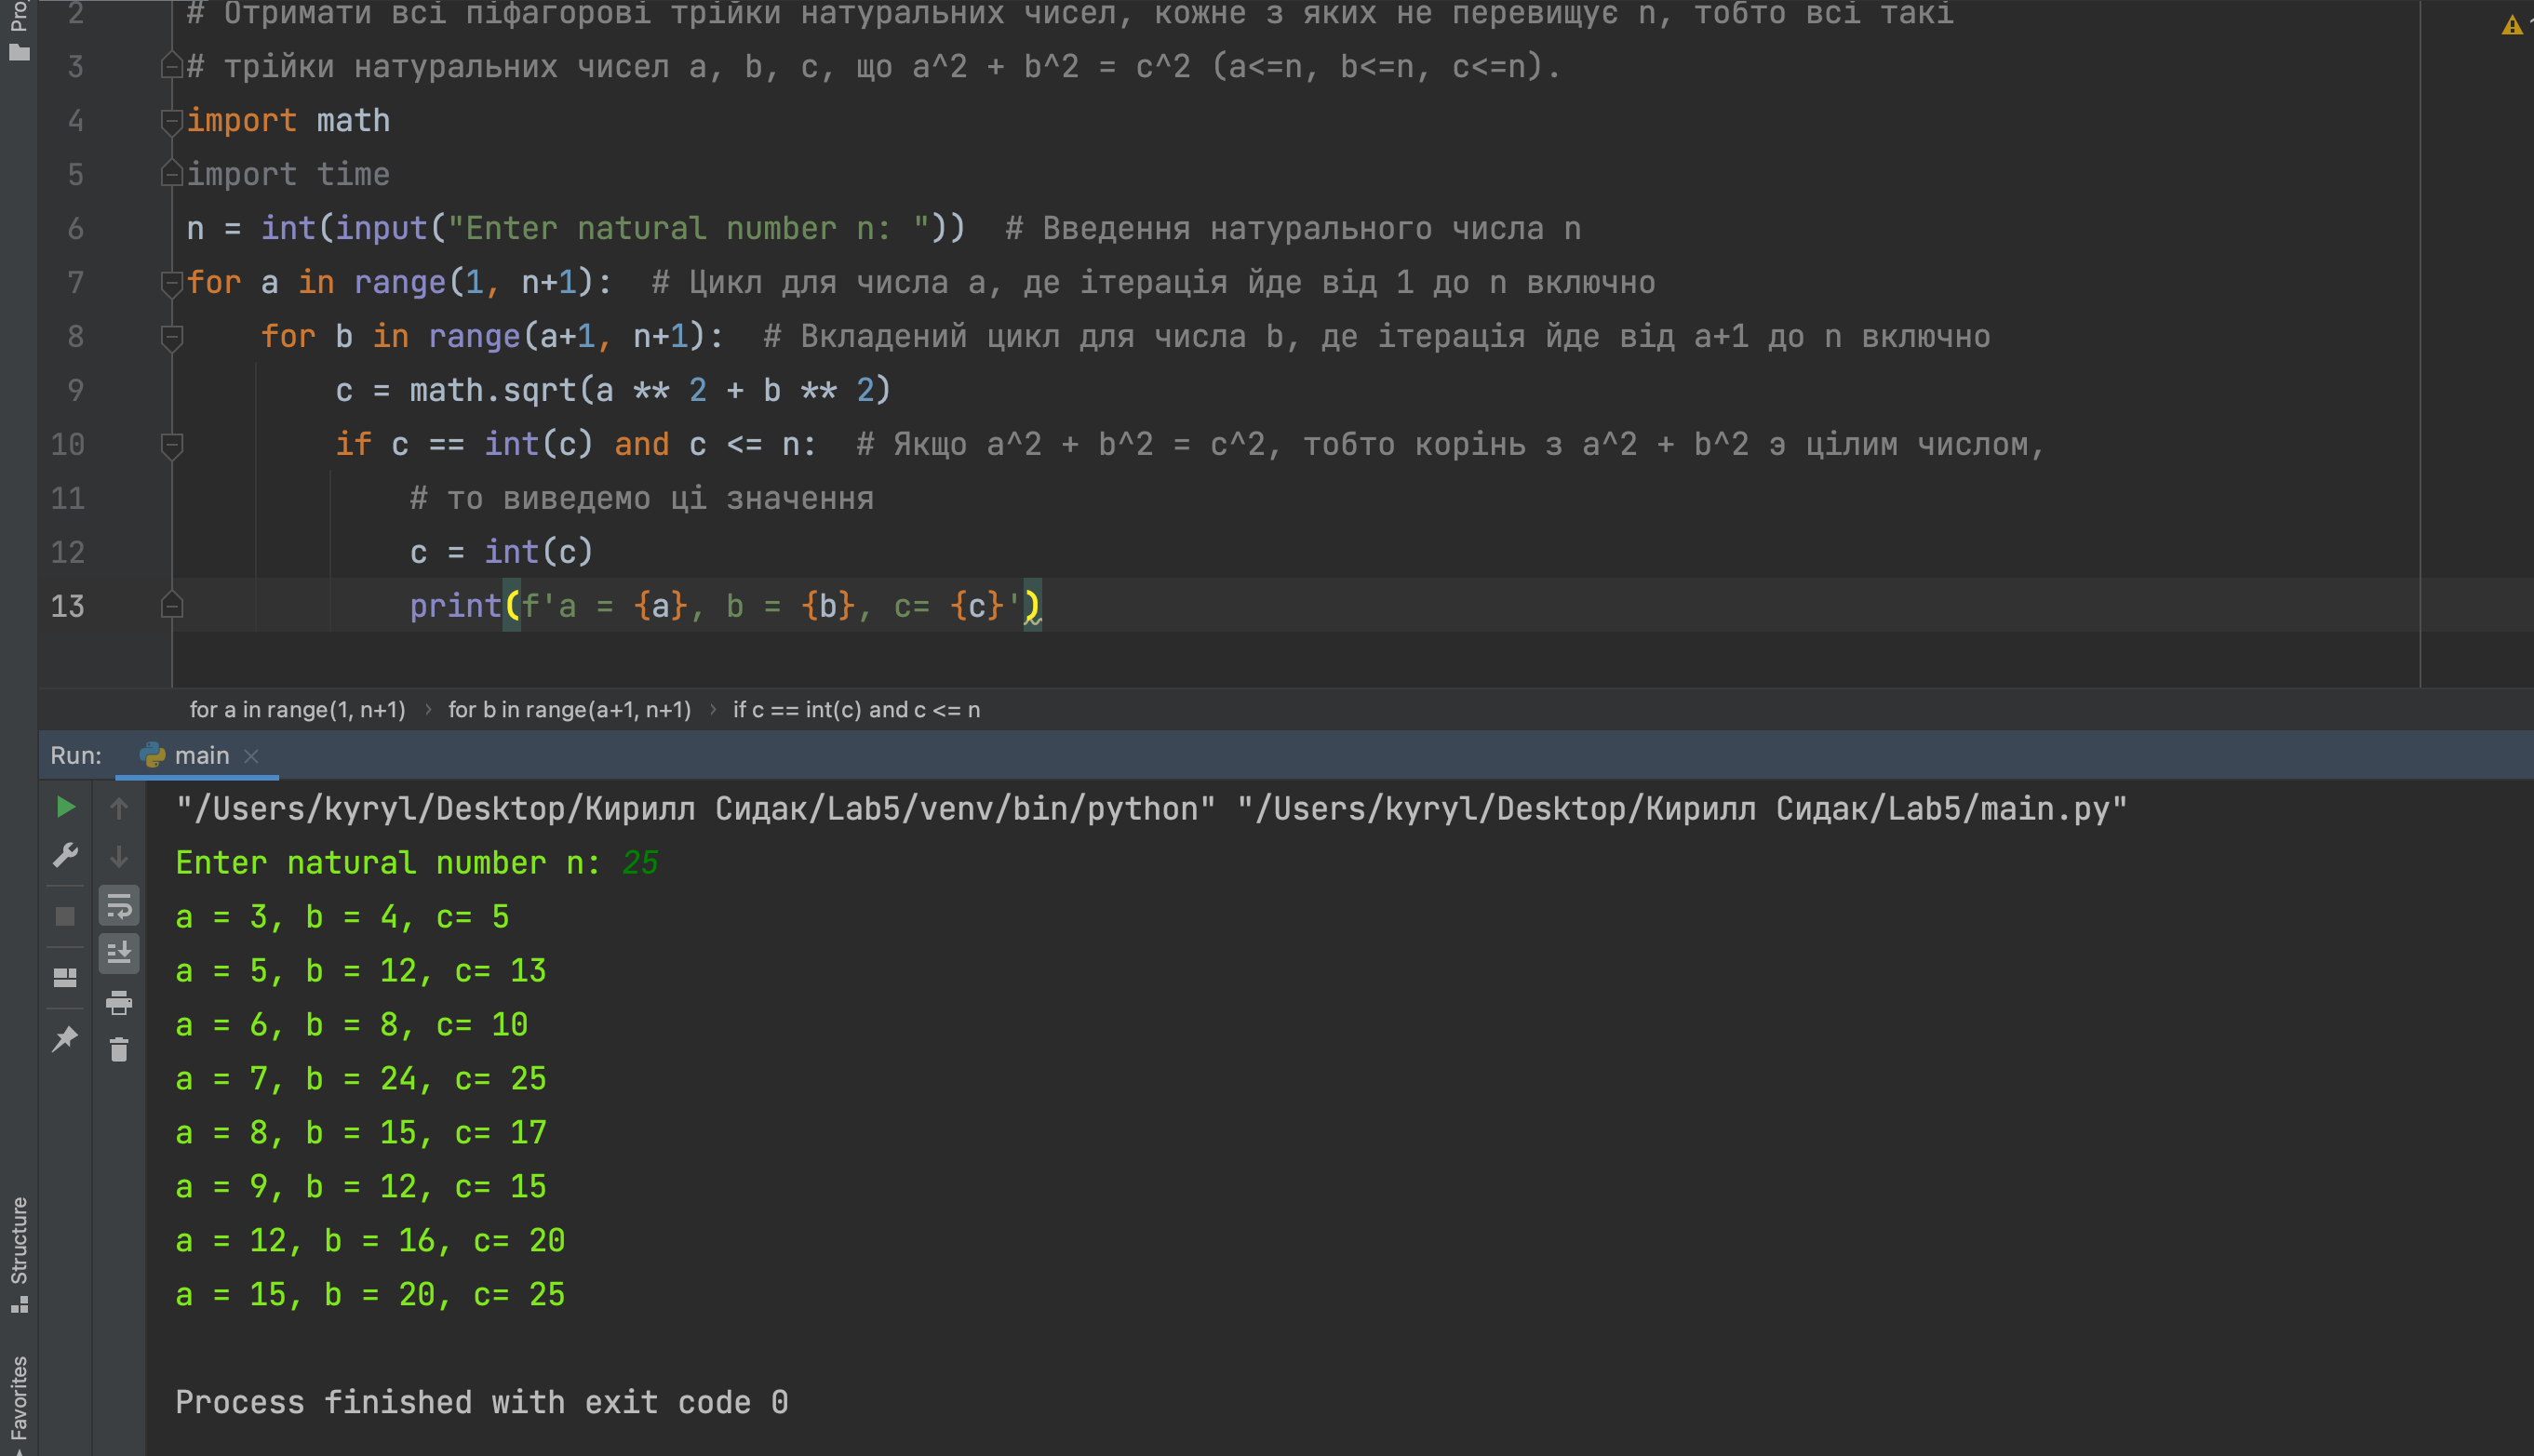 2 # Отримати всі піфагорові трійки натуральних чисел, кожне з яких не перевищує n, тобто всі такі
3 # трійки натуральних чисел a, b, c, що a^2 + b^2 = c^2 (a<=n, b<=n, c<=n).
4 import math
5 import time
6 n = int(input("Enter natural number n: "))  # Введення натурального числа n
7 for a in range(1, n+1):  # Цикл для числа a, де ітерація йде від 1 до n включно
8     for b in range(a+1, n+1):  # Вкладений цикл для числа b, де ітерація йде від a+1 до n включно
9         c = math.sqrt(a ** 2 + b ** 2)
10         if c == int(c) and c <= n:  # Якщо a^2 + b^2 = c^2, тобто корінь з a^2 + b^2 э цілим числом,
11             # то виведемо ці значення
12             c = int(c)
13             print(f'a = {a}, b = {b}, c= {c}')
for a in range(1, n+1) › for b in range(a+1, n+1) › if c == int(c) and c <= n
Run: main
"/Users/kyryl/Desktop/Кирилл Сидак/Lab5/venv/bin/python" "/Users/kyryl/Desktop/Кирилл Сидак/Lab5/main.py"
Enter natural number n: 25
a = 3, b = 4, c= 5
a = 5, b = 12, c= 13
a = 6, b = 8, c= 10
a = 7, b = 24, c= 25
a = 8, b = 15, c= 17
a = 9, b = 12, c= 15
a = 12, b = 16, c= 20
a = 15, b = 20, c= 25
Process finished with exit code 0
Structure
Favorites